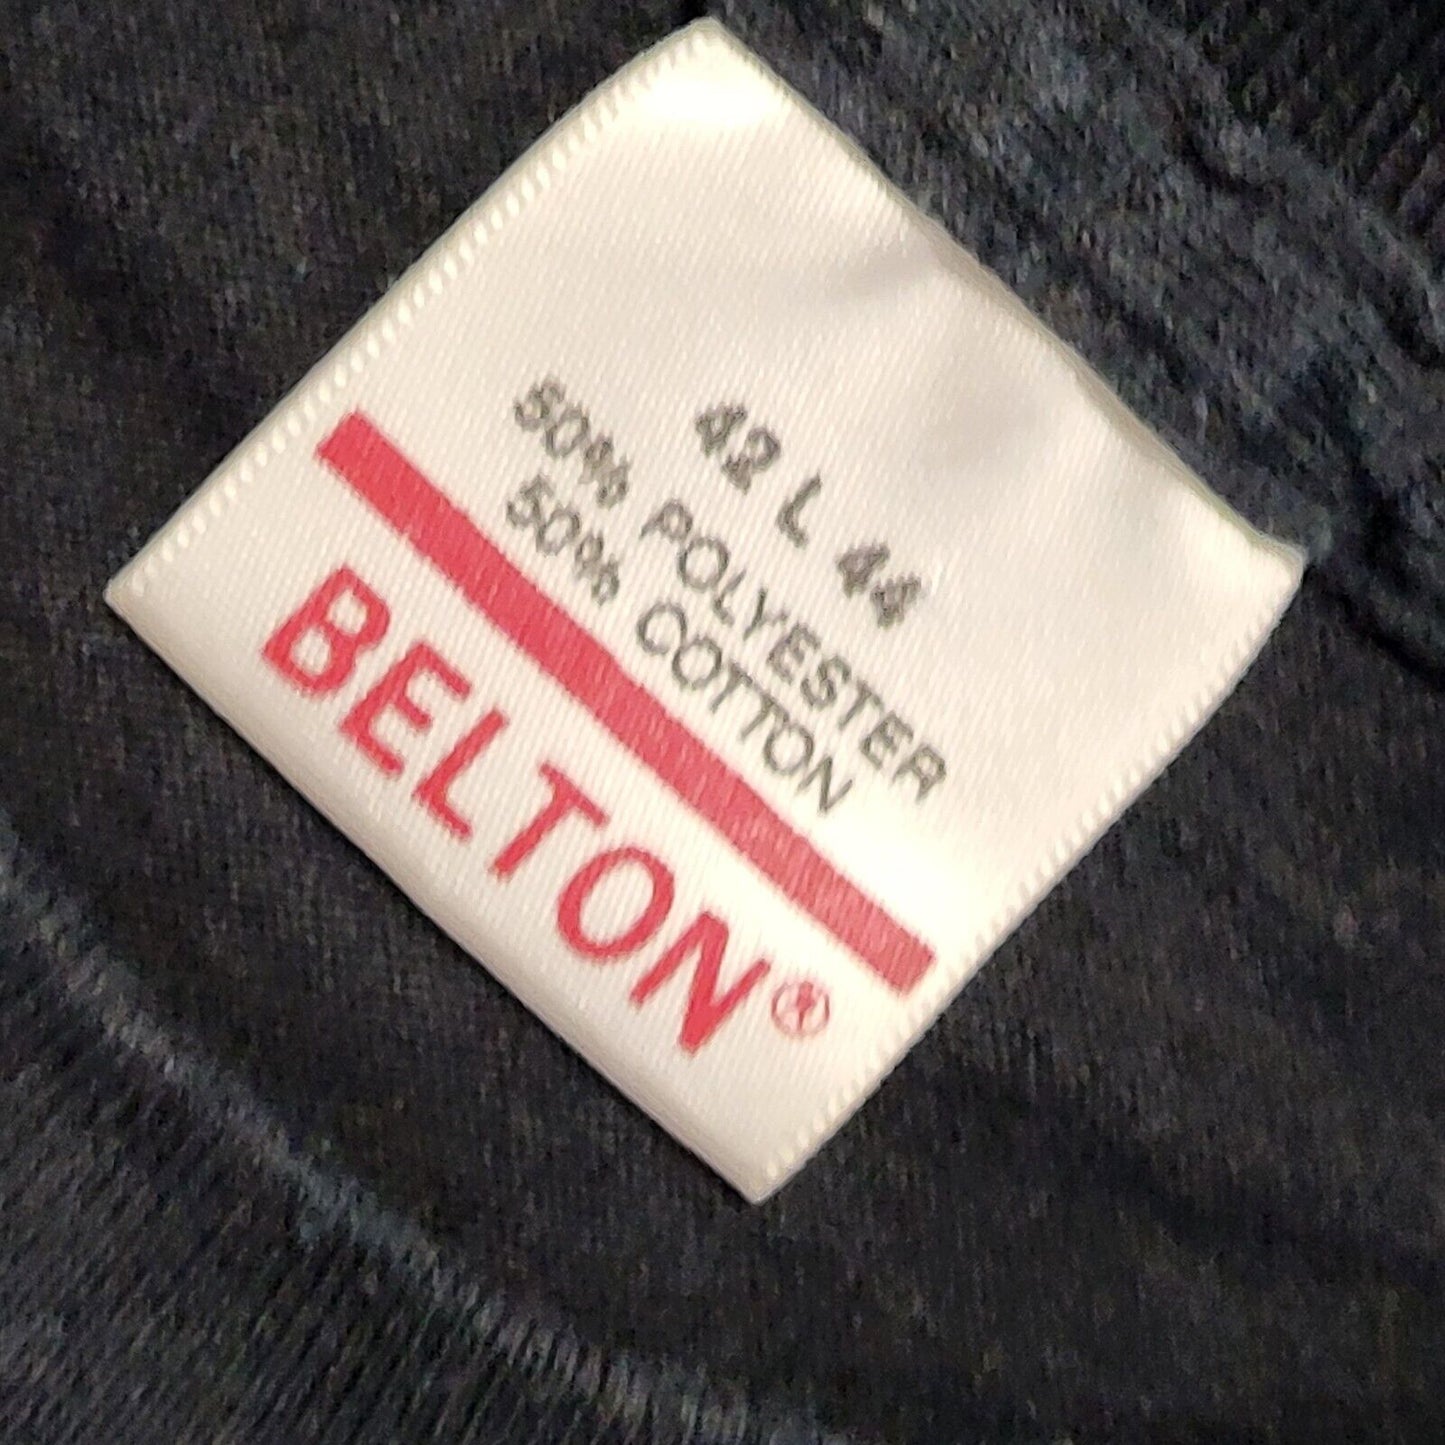 42 L 44
50% POLYESTER
50% COTTON
BELTON®